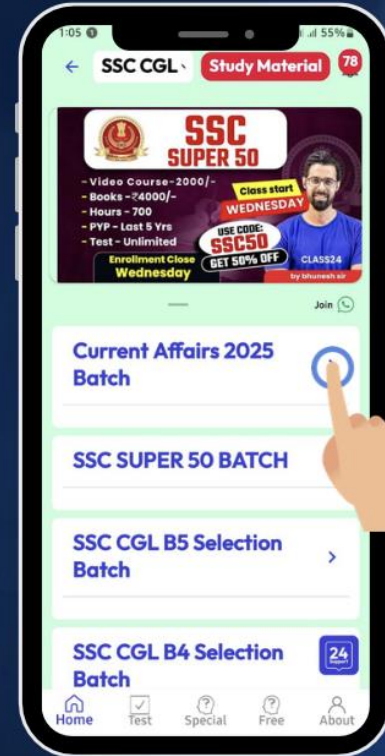 1:05
55%
SSC CGL
Study Material
78
SSC
SUPER 50
- Video Course-2000/-
- Books -₹4000/-
- Hours - 700
- PYP - Last 5 Yrs
- Test - Unlimited
Class start
WEDNESDAY
USE CODE:
SSC50
GET 50% OFF
Enrollment Close
Wednesday
CLASS24
by bhunesh sir
Join
Current Affairs 2025
Batch
SSC SUPER 50 BATCH
SSC CGL B5 Selection
Batch
SSC CGL B4 Selection
Batch
24
Support
Home
Test
Special
Free
About